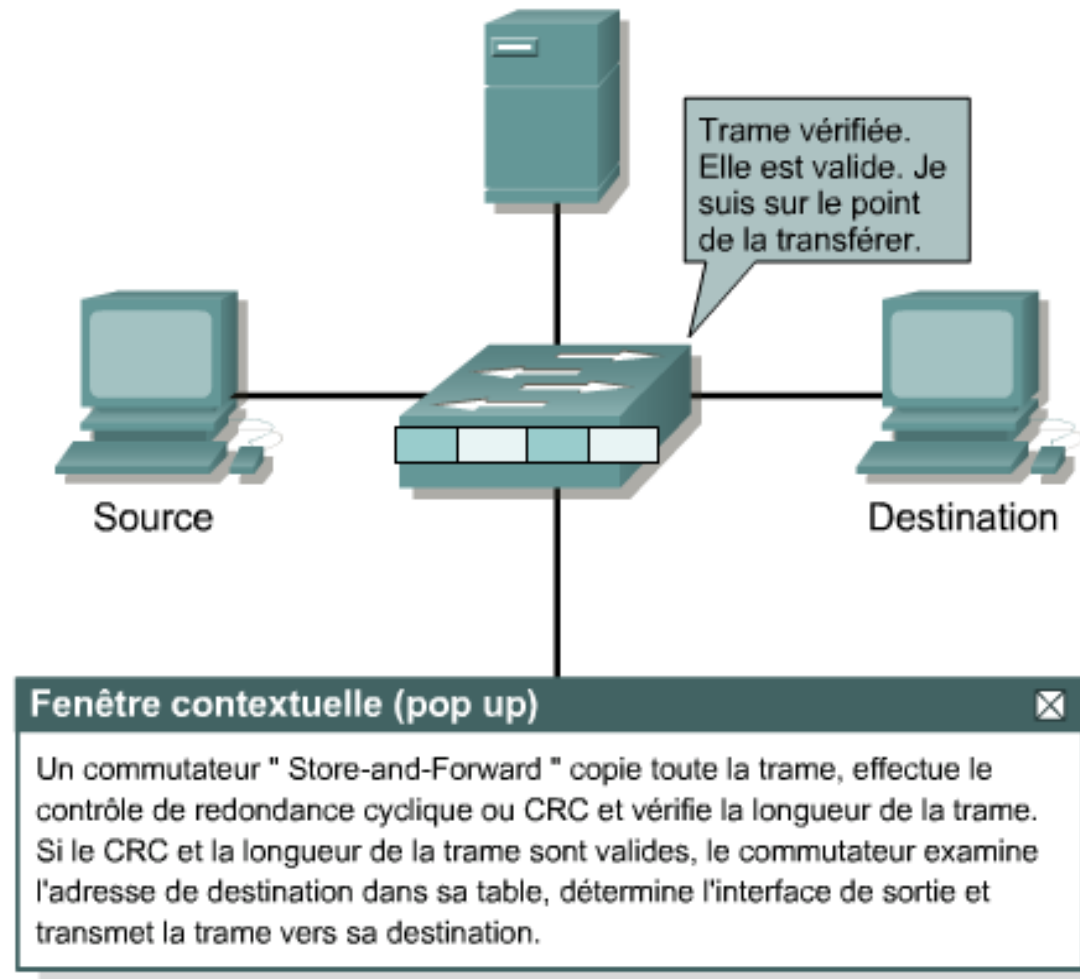 Trame vérifiée.
Elle est valide. Je
suis sur le point
de la transférer.
Source
Destination
Fenêtre contextuelle (pop up)
Un commutateur " Store-and-Forward " copie toute la trame, effectue le
contrôle de redondance cyclique ou CRC et vérifie la longueur de la trame.
Si le CRC et la longueur de la trame sont valides, le commutateur examine
l'adresse de destination dans sa table, détermine l'interface de sortie et
transmet la trame vers sa destination.